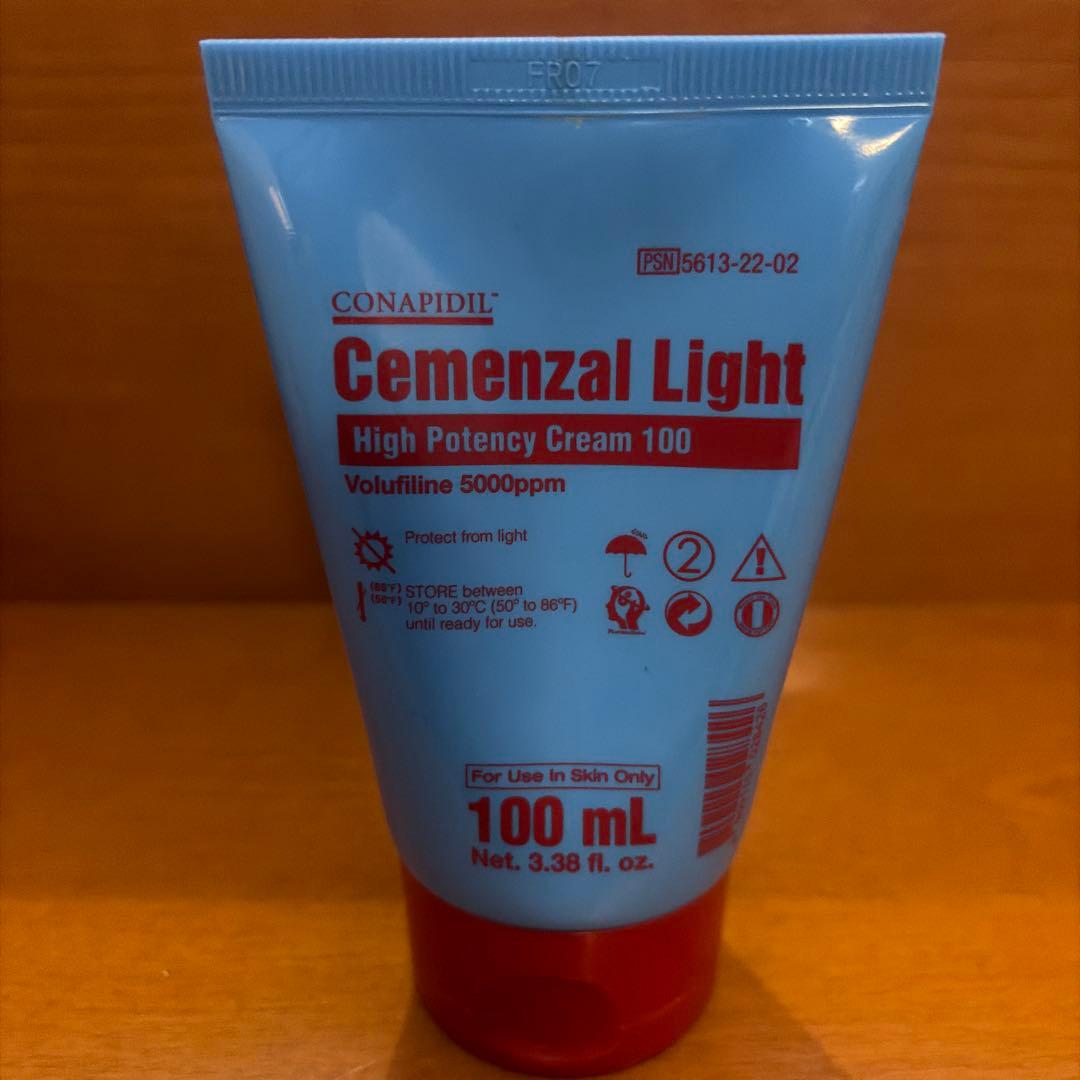 FR07
PSN 5613-22-02
CONAPIDIL™
Cemenzal Light
High Potency Cream 100
Volufiline 5000ppm
Protect from light
(86°F)
(50°F)
STORE between
10° to 30°C (50° to 86°F)
until ready for use.
2
For Use In Skin Only
100 mL
Net. 3.38 fl. oz.